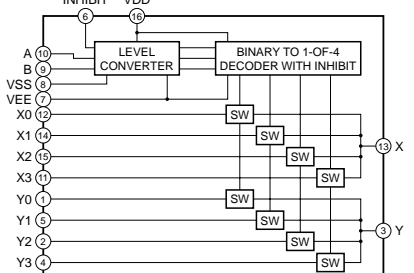 INHIBIT VDD
6 16
A 10 LEVEL CONVERTER BINARY TO 1-OF-4 DECODER WITH INHIBIT
B 9
VSS 8
VEE 7
X0 12 SW
X1 14 SW
13 X
X2 15 SW
X3 11 SW
Y0 1 SW
Y1 5 SW
3 Y
Y2 2 SW
Y3 4 SW